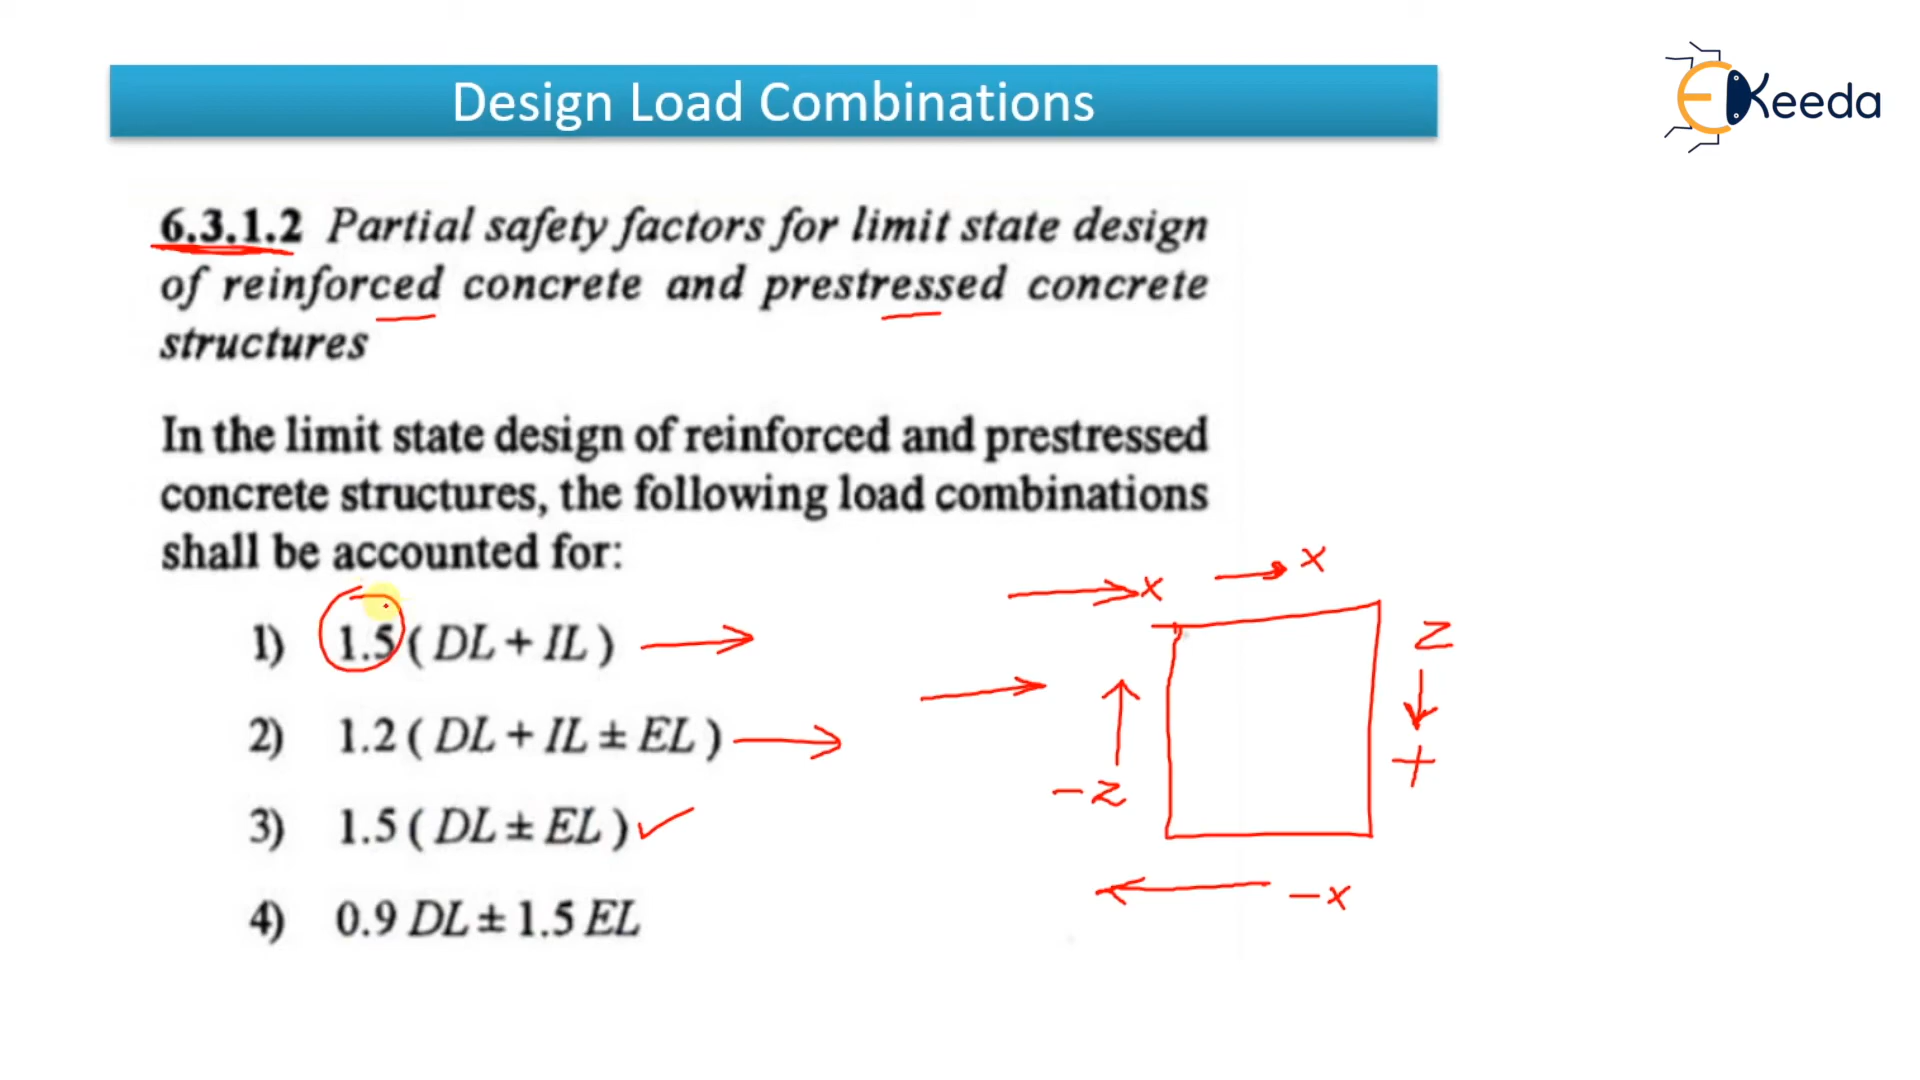 Design Load Combinations
EKeeda
6.3.1.2 Partial safety factors for limit state design
of reinforced concrete and prestressed concrete
structures
In the limit state design of reinforced and prestressed
concrete structures, the following load combinations
shall be accounted for:
1) 1.5 ( DL + IL )
2) 1.2 ( DL + IL ± EL )
3) 1.5 ( DL ± EL )
4) 0.9 DL ± 1.5 EL
x
x
z
+
-z
-x